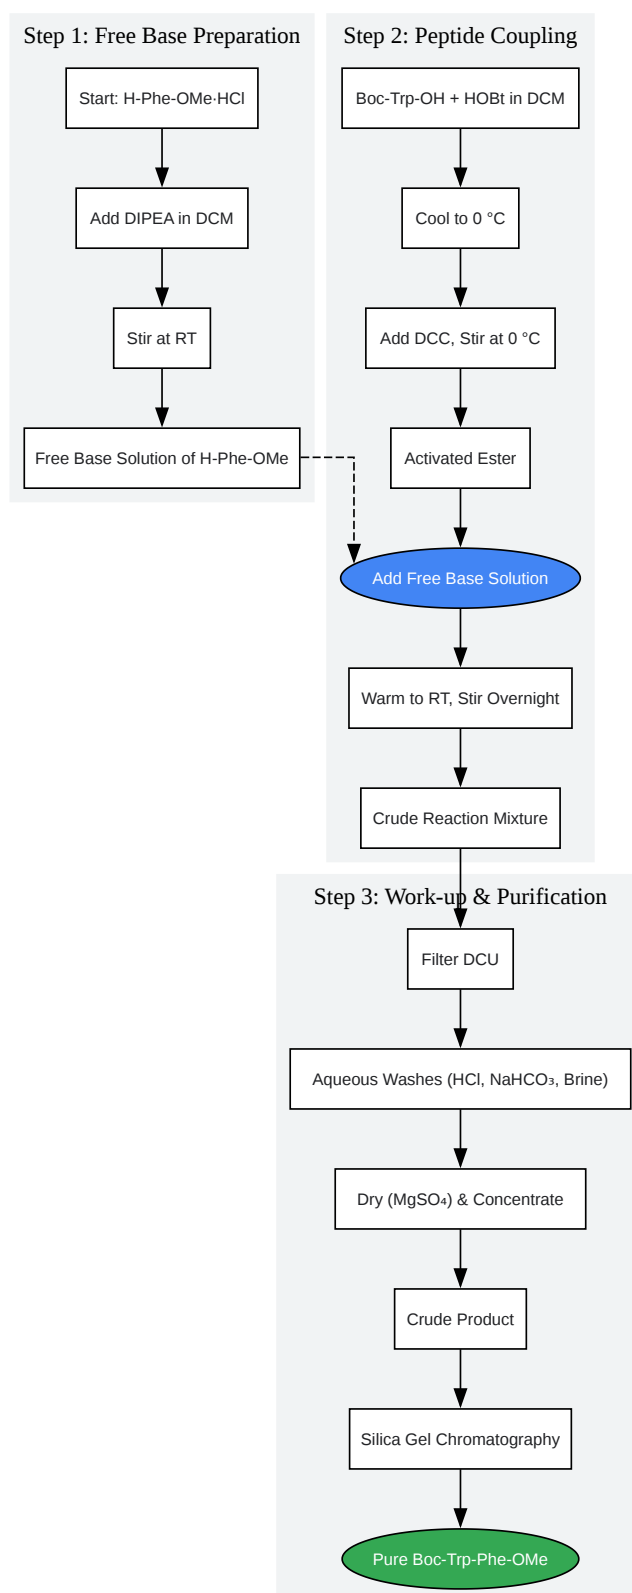 Step 1: Free Base Preparation
Start: H-Phe-OMe·HCl
Add DIPEA in DCM
Stir at RT
Free Base Solution of H-Phe-OMe
Step 2: Peptide Coupling
Boc-Trp-OH + HOBt in DCM
Cool to 0 °C
Add DCC, Stir at 0 °C
Activated Ester
Add Free Base Solution
Warm to RT, Stir Overnight
Crude Reaction Mixture
Step 3: Work-up & Purification
Filter DCU
Aqueous Washes (HCl, NaHCO₃, Brine)
Dry (MgSO₄) & Concentrate
Crude Product
Silica Gel Chromatography
Pure Boc-Trp-Phe-OMe